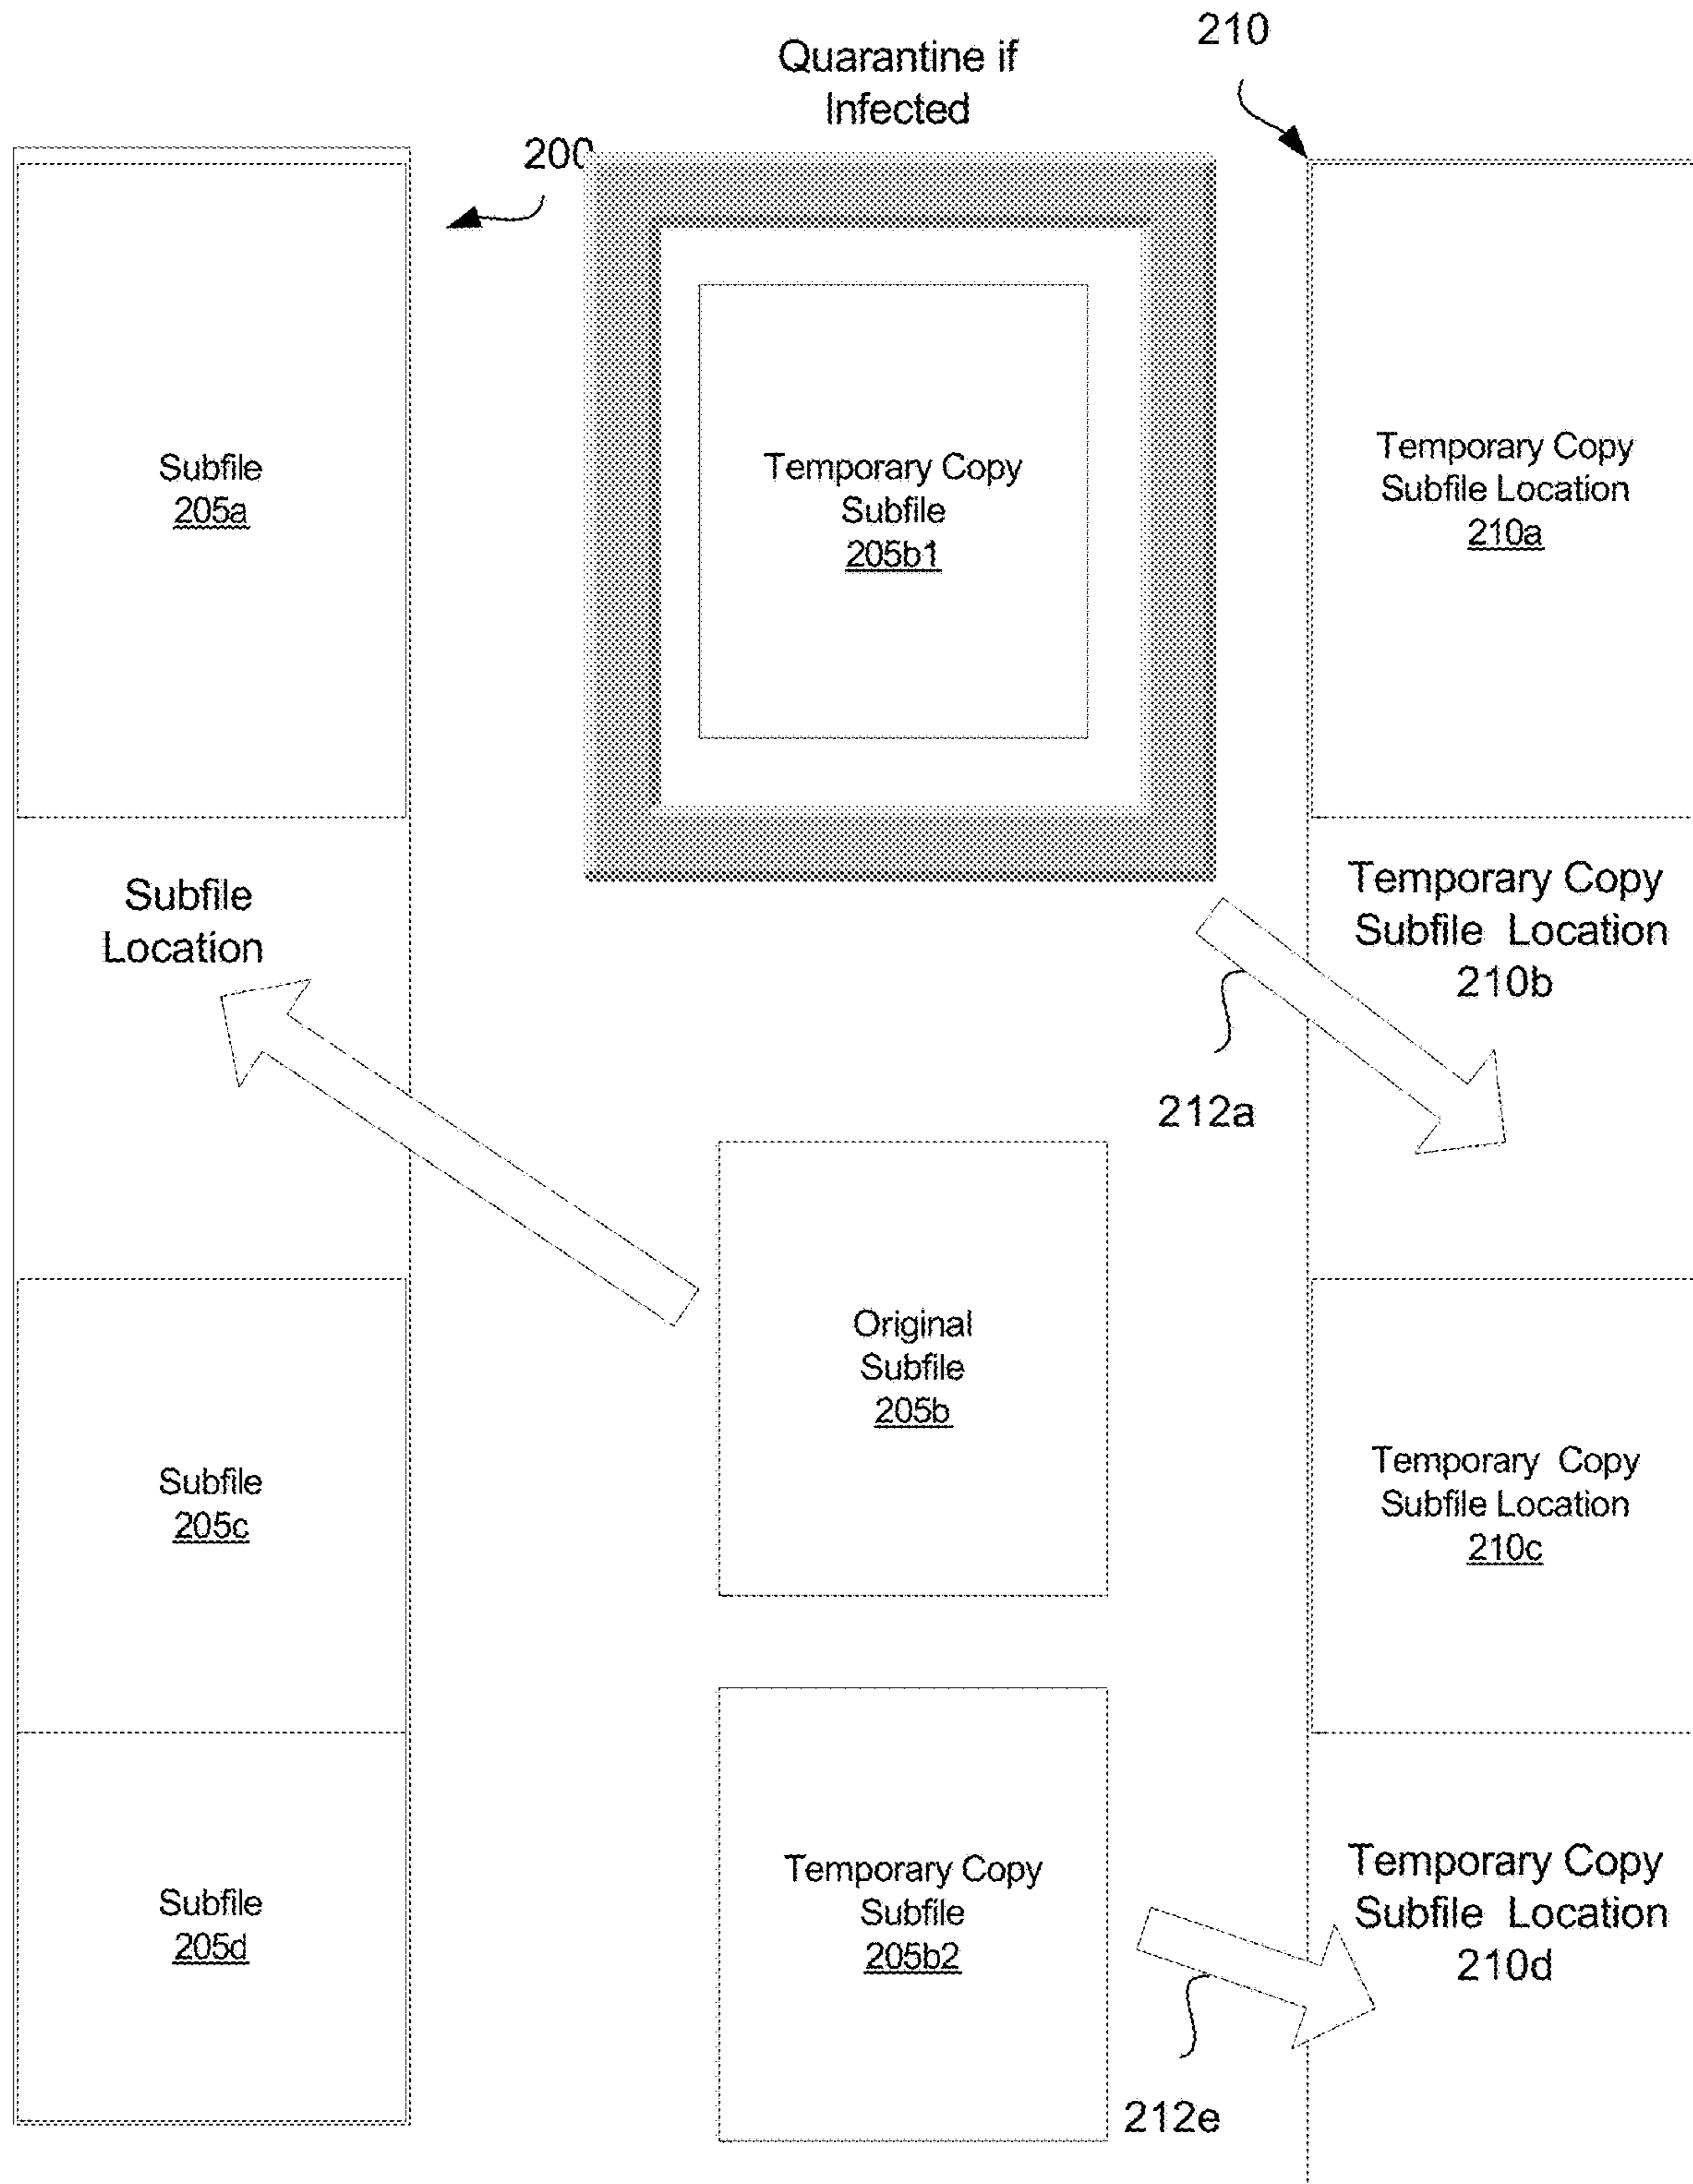 210
Quarantine if
Infected
200
Subfile
205a
Temporary Copy
Subfile
205b1
Temporary Copy
Subfile Location
210a
Subfile
Location
Temporary Copy
Subfile Location
210b
212a
Original
Subfile
205b
Subfile
205c
Temporary Copy
Subfile Location
210c
Subfile
205d
Temporary Copy
Subfile
205b2
Temporary Copy
Subfile Location
210d
212e